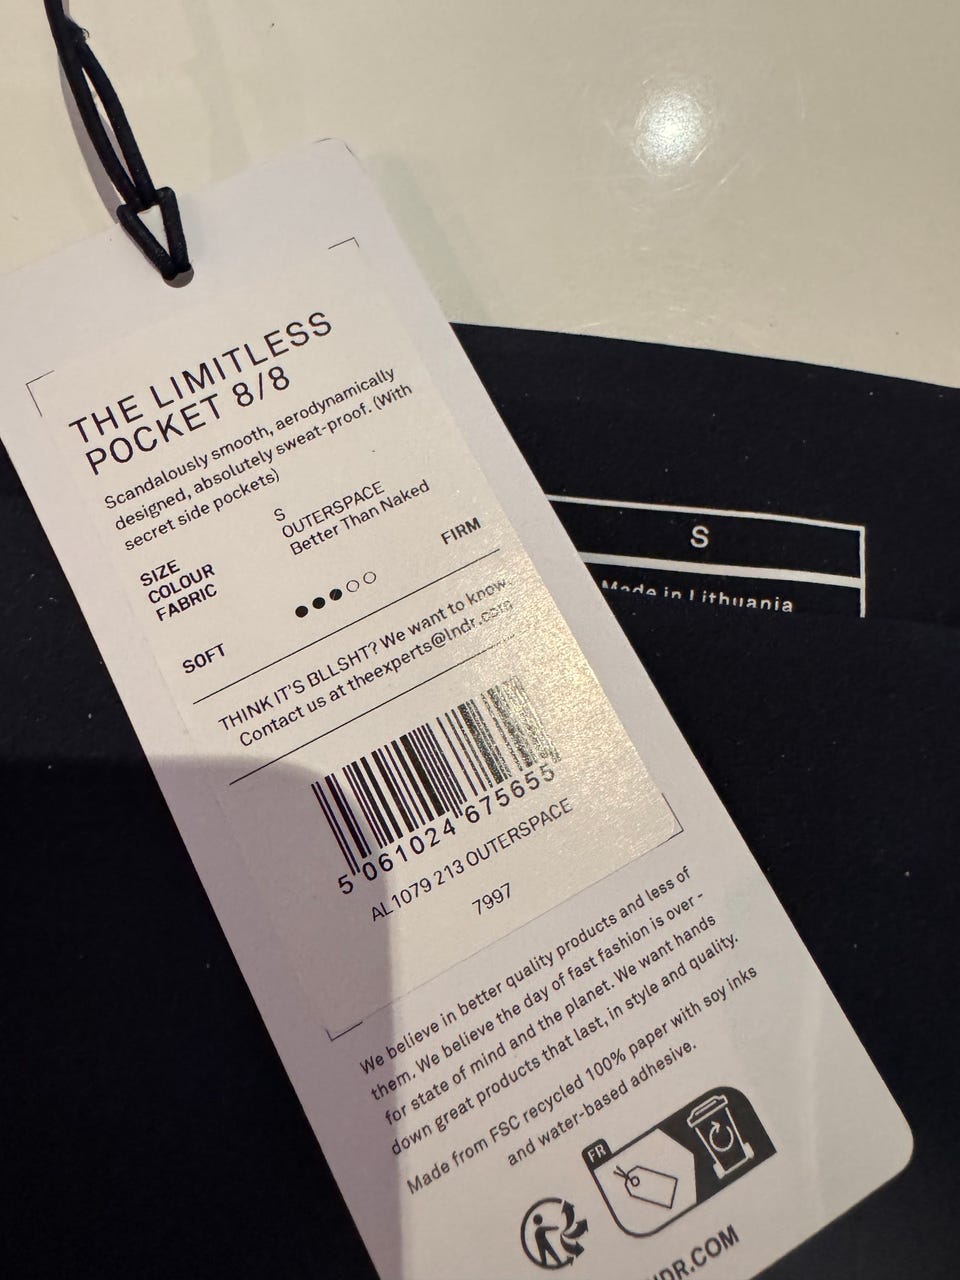 THE LIMITLESS
POCKET 8/8
Scandalously smooth, aerodynamically
designed, absolutely sweat-proof. (With
secret side pockets)
SIZE S
COLOUR OUTERSPACE
FABRIC Better Than Naked
SOFT FIRM
THINK IT'S BLLSHT? We want to know.
Contact us at theexperts@lndr.com
5 061024 675655
AL1079 213 OUTERSPACE
7997
We believe in better quality products and less of
them. We believe the day of fast fashion is over -
for state of mind and the planet. We want hands
down great products that last, in style and quality.
Made from FSC recycled 100% paper with soy inks
and water-based adhesive.
FR
NDR.COM
S
Made in Lithuania